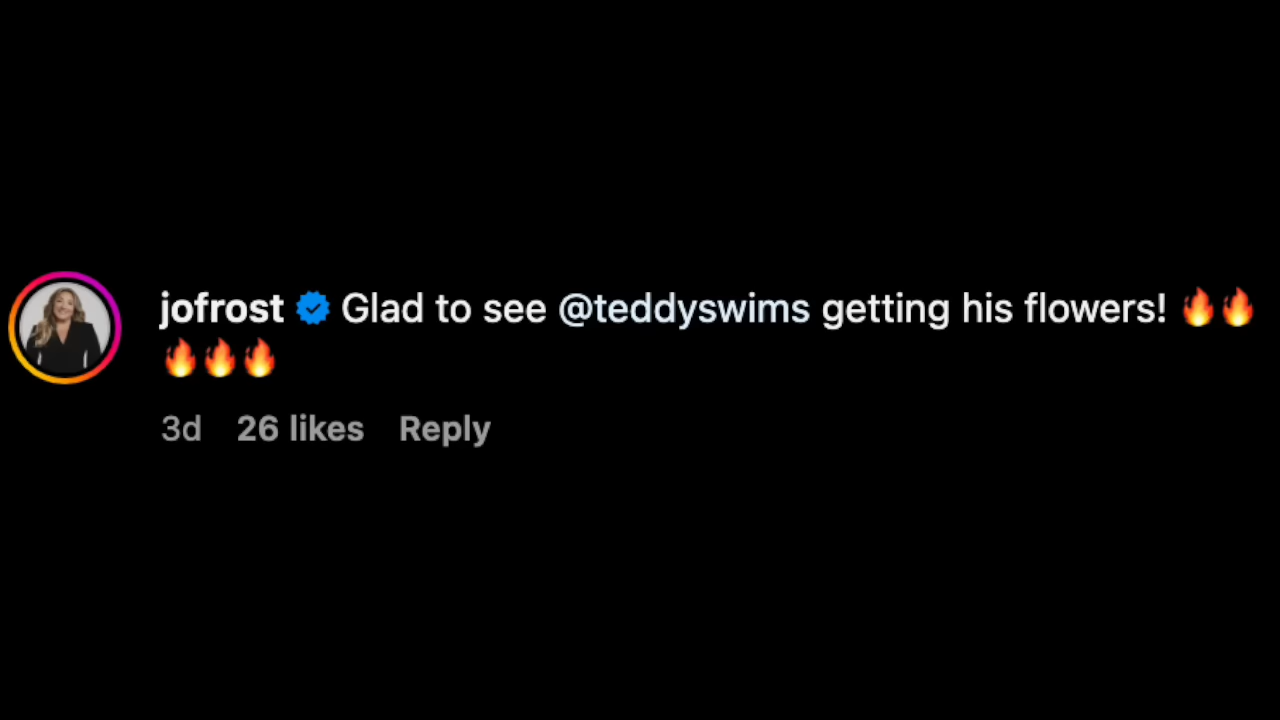 jofrost Glad to see @teddyswims getting his flowers! 🔥🔥
🔥🔥🔥
3d 26 likes Reply